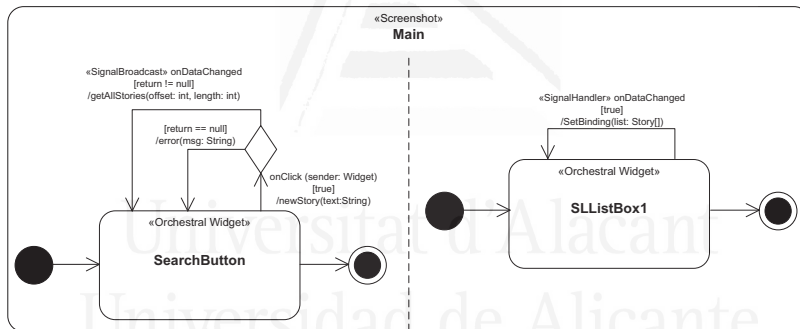 «Screenshot»
Main
«SignalBroadcast» onDataChanged
[return != null]
/getAllStories(offset: int, length: int)
[return == null]
/error(msg: String)
onClick (sender: Widget)
[true]
/newStory(text:String)
«Orchestral Widget»
SearchButton
«SignalHandler» onDataChanged
[true]
/SetBinding(list: Story[])
«Orchestral Widget»
SLListBox1
Universitat d'Alacant
Universidad de Alicante